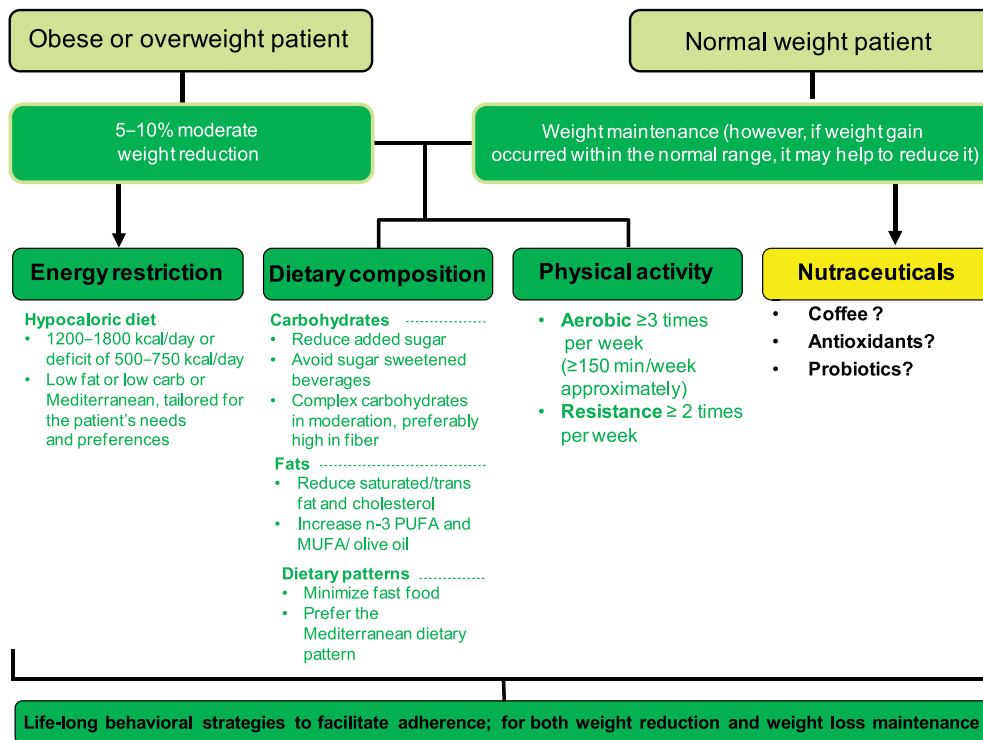 Obese or overweight patient
Normal weight patient
5–10% moderate
weight reduction
Weight maintenance (however, if weight gain
occurred within the normal range, it may help to reduce it)
Energy restriction
Hypocaloric diet
• 1200–1800 kcal/day or
deficit of 500–750 kcal/day
• Low fat or low carb or
Mediterranean, tailored for
the patient's needs
and preferences
Dietary composition
Carbohydrates
• Reduce added sugar
• Avoid sugar sweetened
beverages
• Complex carbohydrates
in moderation, preferably
high in fiber
Fats
• Reduce saturated/trans
fat and cholesterol
• Increase n-3 PUFA and
MUFA/ olive oil
Dietary patterns
• Minimize fast food
• Prefer the
Mediterranean dietary
pattern
Physical activity
• Aerobic ≥3 times
per week
(≥150 min/week
approximately)
• Resistance ≥ 2 times
per week
Nutraceuticals
• Coffee ?
• Antioxidants?
• Probiotics?
Life-long behavioral strategies to facilitate adherence; for both weight reduction and weight loss maintenance